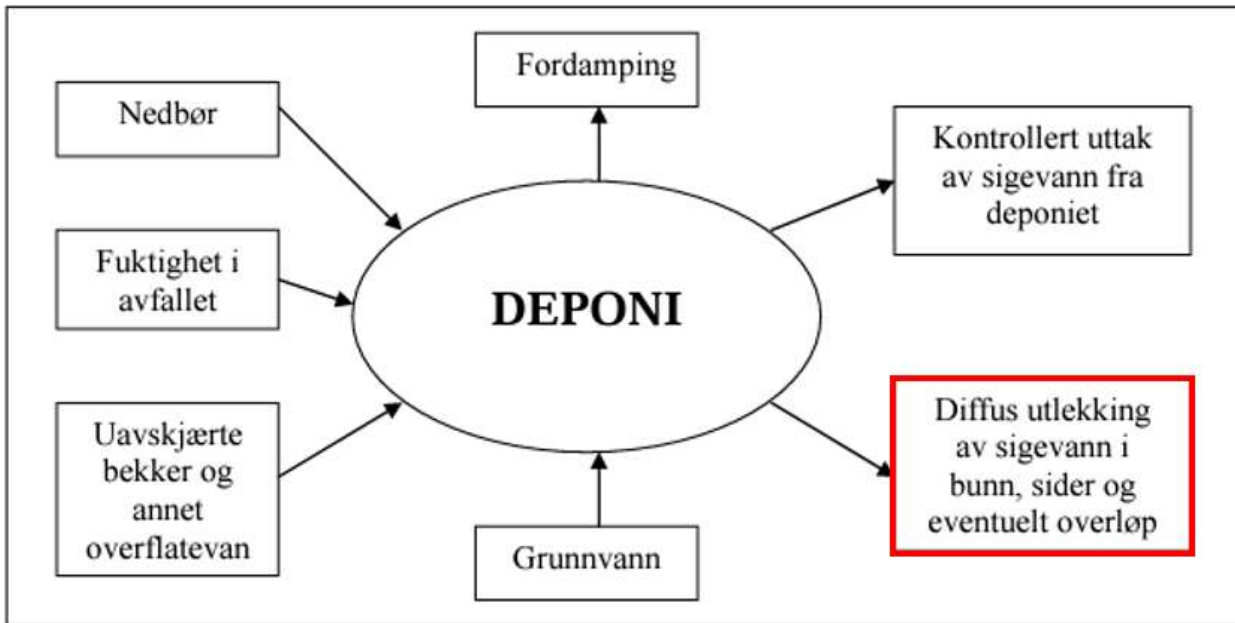 Fordamping
Nedbør
Kontrollert uttak
av sigevann fra
deponiet
Fuktighet i
avfallet
DEPONI
Uavskjærte
bekker og
annet
overflatevan
Diffus utlekking
av sigevann i
bunn, sider og
eventuelt overløp
Grunnvann